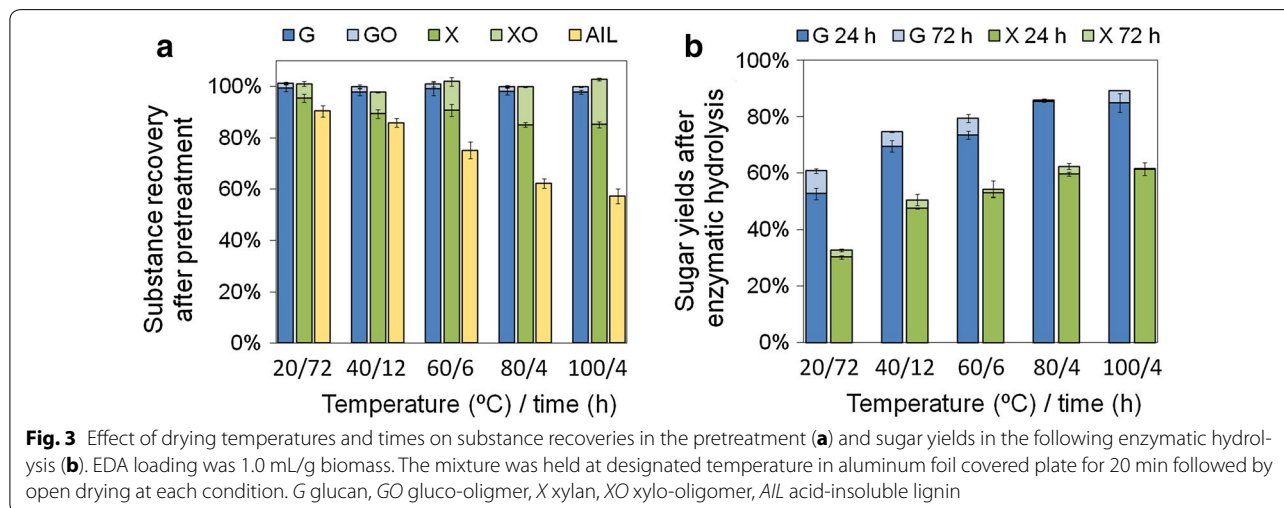 a
G GO X XO AIL
Substance recovery
after pretreatment
100%
80%
60%
40%
20%
0%
20/72 40/12 60/6 80/4 100/4
Temperature (ºC) / time (h)
b
G 24 h G 72 h X 24 h X 72 h
Sugar yields after
enzymatic hydrolysis
100%
80%
60%
40%
20%
0%
20/72 40/12 60/6 80/4 100/4
Temperature (ºC) / time (h)
Fig. 3 Effect of drying temperatures and times on substance recoveries in the pretreatment (a) and sugar yields in the following enzymatic hydrol-
ysis (b). EDA loading was 1.0 mL/g biomass. The mixture was held at designated temperature in aluminum foil covered plate for 20 min followed by
open drying at each condition. G glucan, GO gluco-oligmer, X xylan, XO xylo-oligomer, AIL acid-insoluble lignin